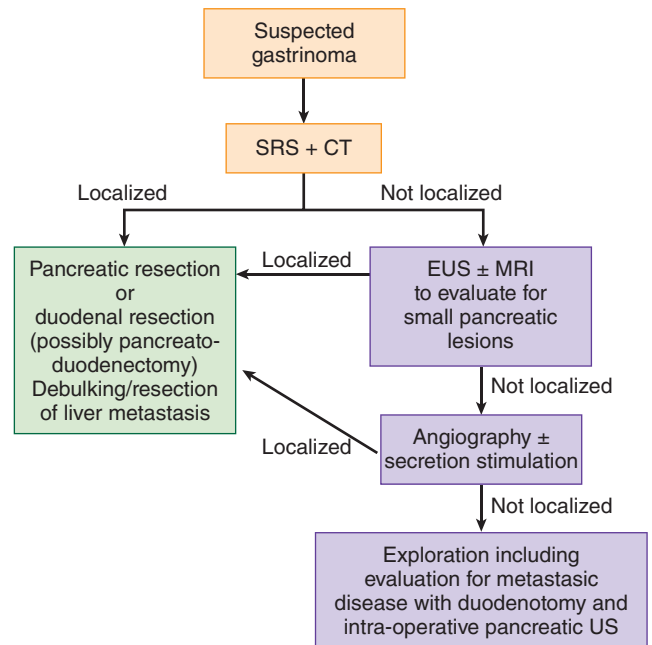 Suspected
gastrinoma
SRS + CT
Localized
Not localized
Pancreatic resection
or
duodenal resection
(possibly pancreato-
duodenectomy)
Debulking/resection
of liver metastasis
Localized
EUS ± MRI
to evaluate for
small pancreatic
lesions
Not localized
Localized
Angiography ±
secretion stimulation
Not localized
Exploration including
evaluation for metastasic
disease with duodenotomy and
intra-operative pancreatic US